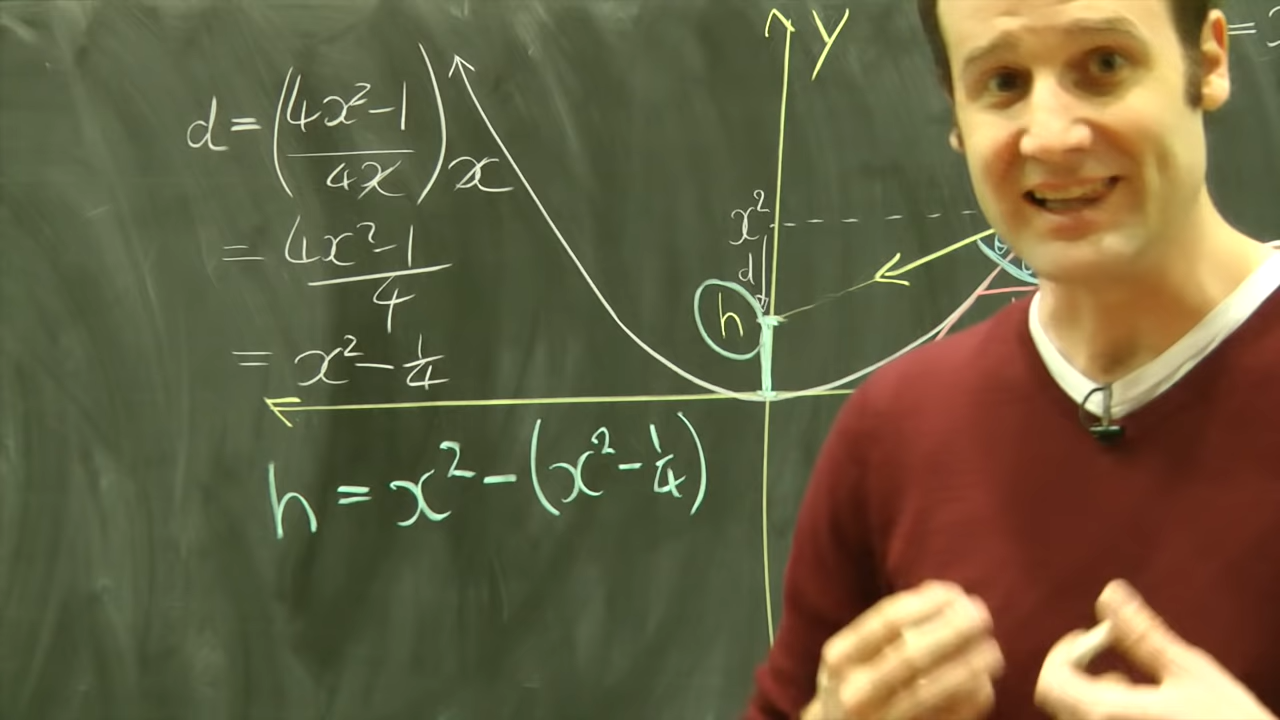 d = (4x²-1 / 4x) x
= 4x²-1 / 4
= x² - 1/4
h = x² - (x² - 1/4)
y
x²
d
h
θ
=